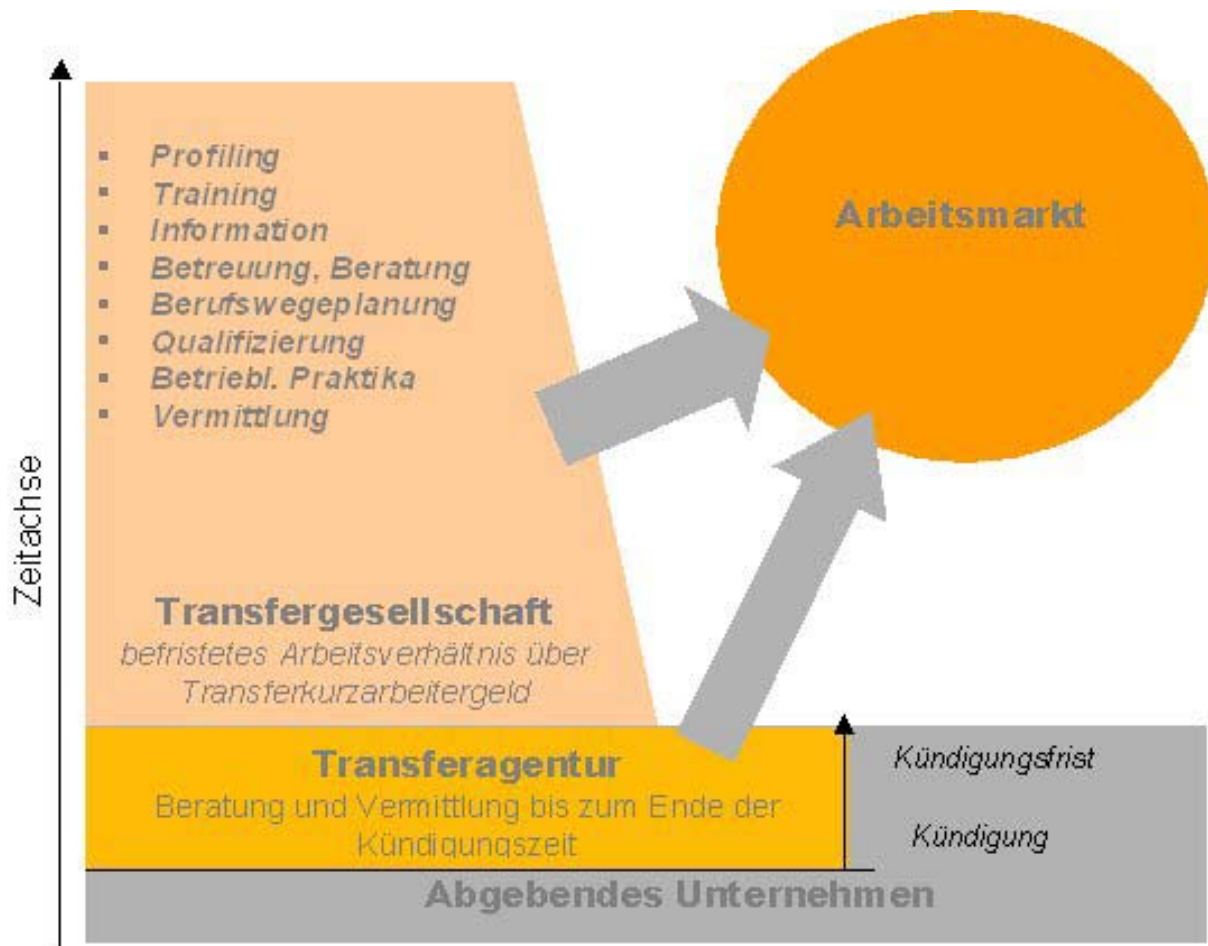 Profiling
Training
Information
Betreuung, Beratung
Berufswegeplanung
Qualifizierung
Betriebl. Praktika
Vermittlung
Arbeitsmarkt
Zeitachse
Transfergesellschaft
befristetes Arbeitsverhältnis über
Transferkurzarbeitergeld
Transferagentur
Beratung und Vermittlung bis zum Ende der
Kündigungszeit
Kündigungsfrist
Kündigung
Abgebendes Unternehmen